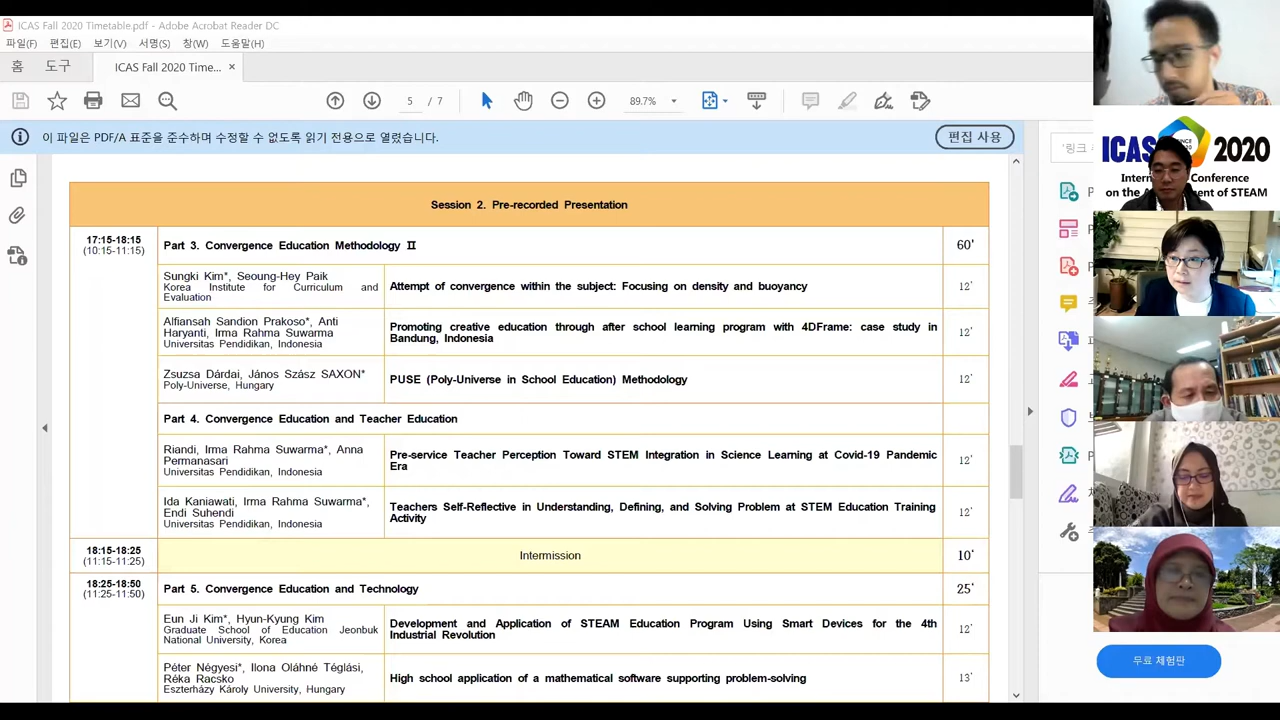 ICAS Fall 2020 Timetable.pdf - Adobe Acrobat Reader DC
파일(F) 편집(E) 보기(V) 서명(S) 창(W) 도움말(H)
홈 도구 ICAS Fall 2020 Time... ×
5 / 7 89.7%
이 파일은 PDF/A 표준을 준수하며 수정할 수 없도록 읽기 전용으로 열렸습니다. 편집 사용
Session 2. Pre-recorded Presentation
17:15-18:15
(10:15-11:15)
Part 3. Convergence Education Methodology Ⅱ 60'
Sungki Kim*, Seoung-Hey Paik
Korea Institute for Curriculum and
Evaluation
Attempt of convergence within the subject: Focusing on density and buoyancy 12'
Alfiansah Sandion Prakoso*, Anti
Haryanti, Irma Rahma Suwarma
Universitas Pendidikan, Indonesia
Promoting creative education through after school learning program with 4DFrame: case study in
Bandung, Indonesia
12'
Zsuzsa Dárdai, János Szász SAXON*
Poly-Universe, Hungary
PUSE (Poly-Universe in School Education) Methodology 12'
Part 4. Convergence Education and Teacher Education
Riandi, Irma Rahma Suwarma*, Anna
Permanasari
Universitas Pendidikan, Indonesia
Pre-service Teacher Perception Toward STEM Integration in Science Learning at Covid-19 Pandemic
Era
12'
Ida Kaniawati, Irma Rahma Suwarma*,
Endi Suhendi
Universitas Pendidikan, Indonesia
Teachers Self-Reflective in Understanding, Defining, and Solving Problem at STEM Education Training
Activity
12'
18:15-18:25
(11:15-11:25)
Intermission 10'
18:25-18:50
(11:25-11:50)
Part 5. Convergence Education and Technology 25'
Eun Ji Kim*, Hyun-Kyung Kim
Graduate School of Education Jeonbuk
National University, Korea
Development and Application of STEAM Education Program Using Smart Devices for the 4th
Industrial Revolution
12'
Péter Négyesi*, Ilona Oláhné Téglási,
Réka Racsko
Eszterházy Károly University, Hungary
High school application of a mathematical software supporting problem-solving 13'
'링크
무료 체험판
ICAS 2020
Conference
on the of STEAM